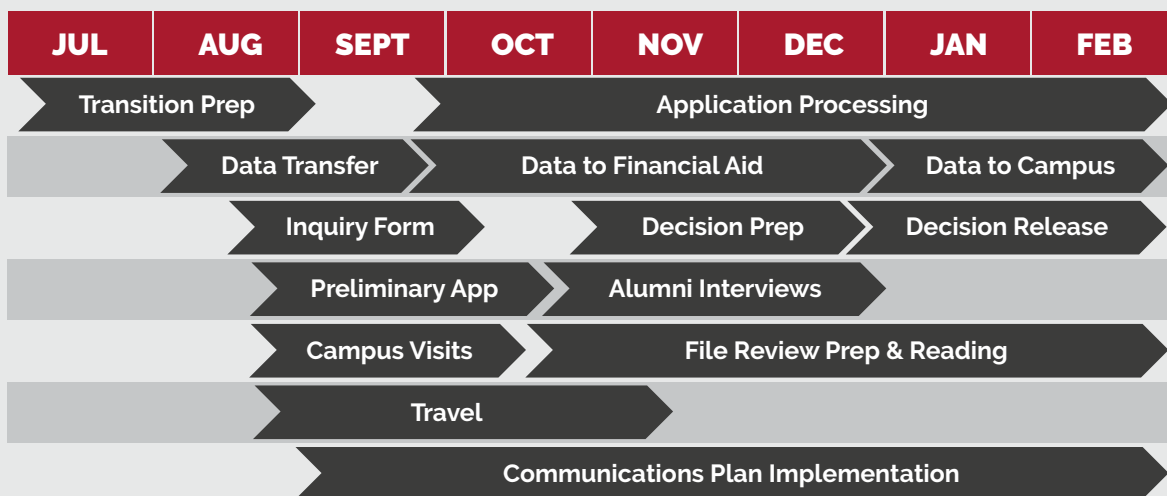 JUL AUG SEPT OCT NOV DEC JAN FEB
Transition Prep Application Processing
Data Transfer Data to Financial Aid Data to Campus
Inquiry Form Decision Prep Decision Release
Preliminary App Alumni Interviews
Campus Visits File Review Prep & Reading
Travel
Communications Plan Implementation